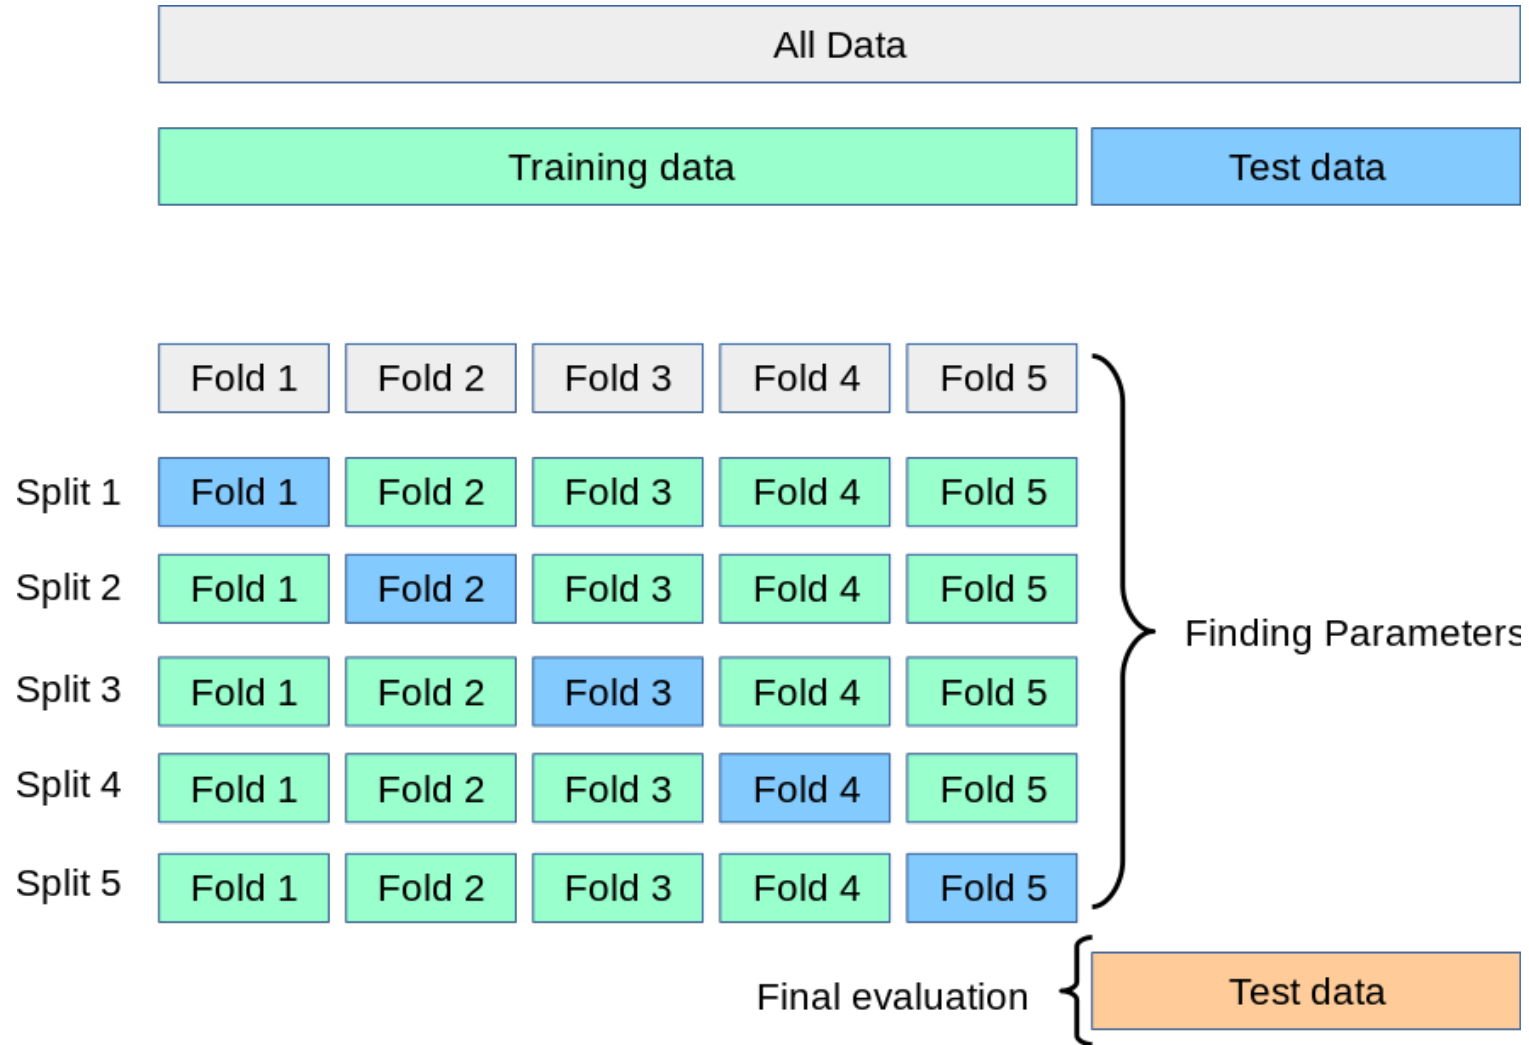 All Data
Training data Test data
Fold 1 Fold 2 Fold 3 Fold 4 Fold 5
Split 1 Fold 1 Fold 2 Fold 3 Fold 4 Fold 5
Split 2 Fold 1 Fold 2 Fold 3 Fold 4 Fold 5
Finding Parameters
Split 3 Fold 1 Fold 2 Fold 3 Fold 4 Fold 5
Split 4 Fold 1 Fold 2 Fold 3 Fold 4 Fold 5
Split 5 Fold 1 Fold 2 Fold 3 Fold 4 Fold 5
Final evaluation Test data